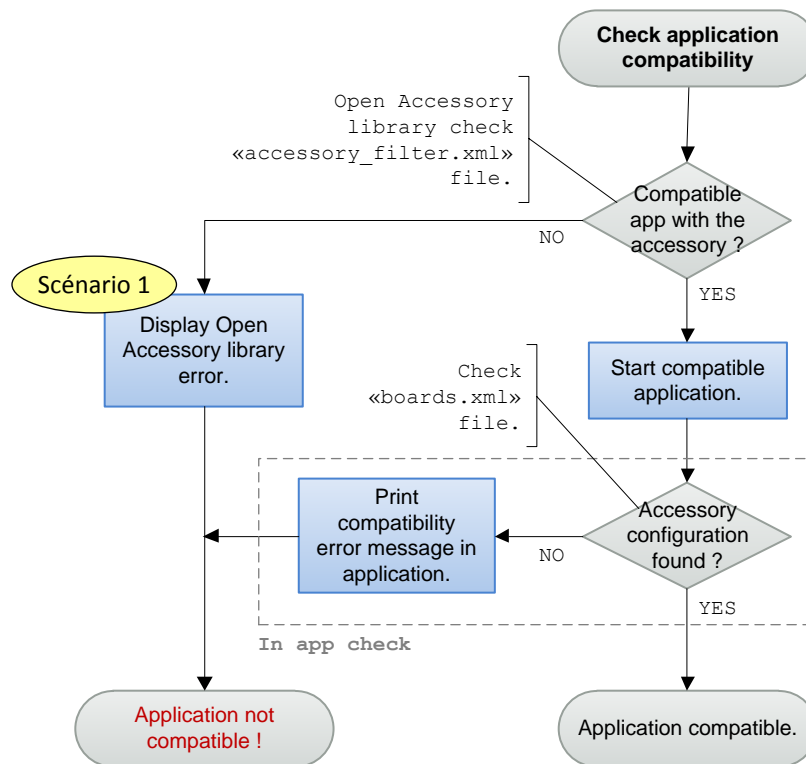 Check application
compatibility
Open Accessory
library check
«accessory_filter.xml»
file.
Compatible
app with the
accessory ?
NO
YES
Scénario 1
Display Open
Accessory library
error.
Start compatible
application.
Check
«boards.xml»
file.
Print
compatibility
error message in
application.
Accessory
configuration
found ?
NO
YES
In app check
Application not
compatible !
Application compatible.